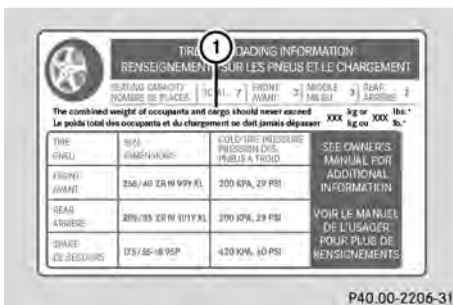 1
TIRE LOADING INFORMATION
RENSEIGNEMENT SUR LES PNEUS ET LE CHARGEMENT
SEATING CAPACITY FRONT 2 MIDDLE 3 REAR 2
NOMBRE DE PLACES 7 AVANT MILIEU ARRIÈRE
The combined weight of occupants and cargo should never exceed XXX kg or XXX lbs.*
Le poids total des occupants et du chargement ne doit jamais dépasser kg ou lb.*
TIRE SIZE COLD TIRE PRESSURE
PNEU DIMENSIONS PRESSION DES PNEUS A FROID
FRONT
AVANT 200 KPA, 29 PSI
REAR
ARRIERE 200 KPA, 29 PSI
SPARE
DE SECOURS 420 KPA, 60 PSI
SEE OWNER'S
MANUAL FOR
ADDITIONAL
INFORMATION
VOIR LE MANUEL
DE L'USAGER
POUR PLUS DE
RENSEIGNEMENTS
P40.00-2206-31